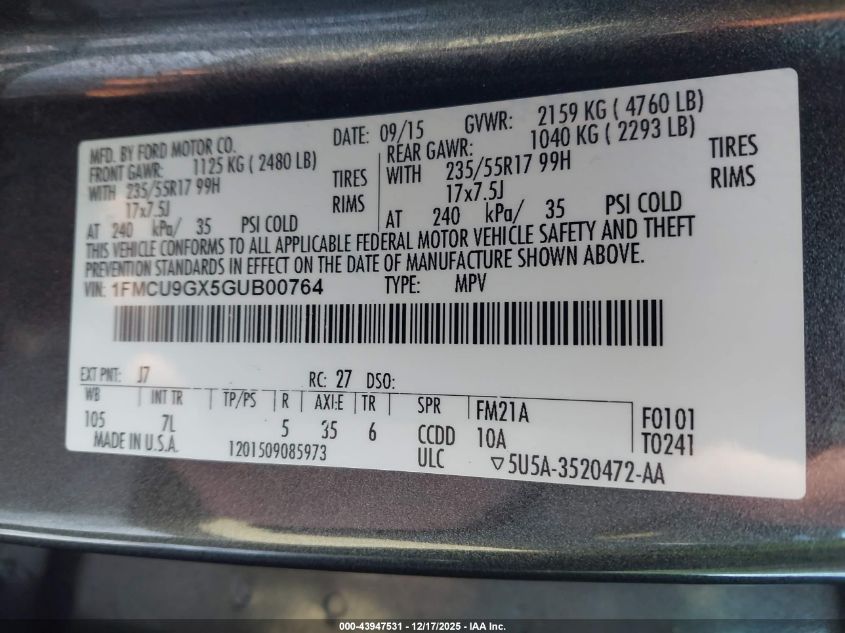 MFD. BY FORD MOTOR CO. DATE: 09/15 GVWR: 2159 KG ( 4760 LB)
FRONT GAWR: 1125 KG ( 2480 LB) REAR GAWR: 1040 KG ( 2293 LB)
WITH 235/55R17 99H TIRES WITH 235/55R17 99H TIRES
17x7.5J RIMS 17x7.5J RIMS
AT 240 kPa/ 35 PSI COLD AT 240 kPa/ 35 PSI COLD
THIS VEHICLE CONFORMS TO ALL APPLICABLE FEDERAL MOTOR VEHICLE SAFETY AND THEFT
PREVENTION STANDARDS IN EFFECT ON THE DATE OF MANUFACTURE SHOWN ABOVE.
VIN: 1FMCU9GX5GUB00764 TYPE: MPV
EXT PNT: J7 RC: 27 DSO:
WB INT TR TP/PS R AXLE TR SPR FM21A F0101
105 7L 5 35 6 CCDD 10A T0241
MADE IN U.S.A. 1201509085973 ULC ▽5U5A-3520472-AA
000-43947531 - 12/17/2025 - IAA Inc.